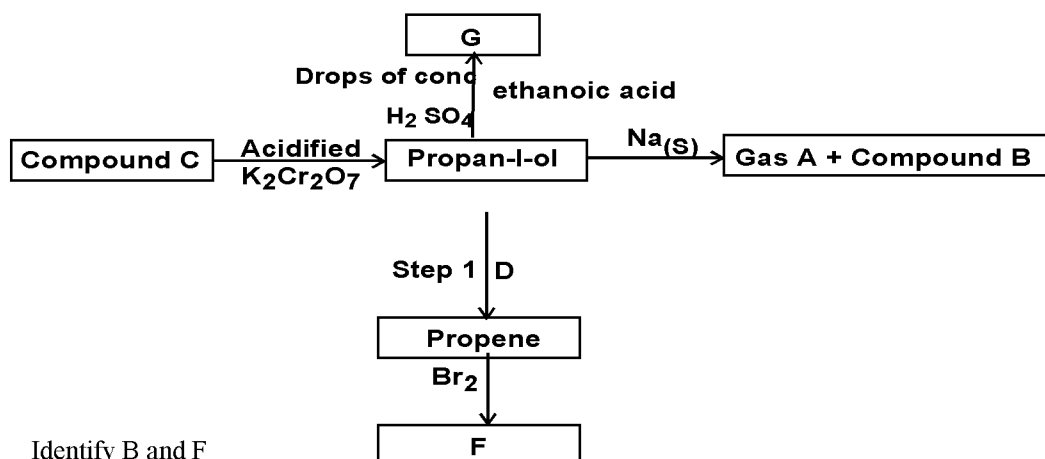 G
Drops of conc
ethanoic acid
H₂ SO₄
Compound C
Acidified
K₂Cr₂O₇
Propan-I-ol
Na(S)
Gas A + Compound B
Step 1
D
Propene
Br₂
F
Identify B and F